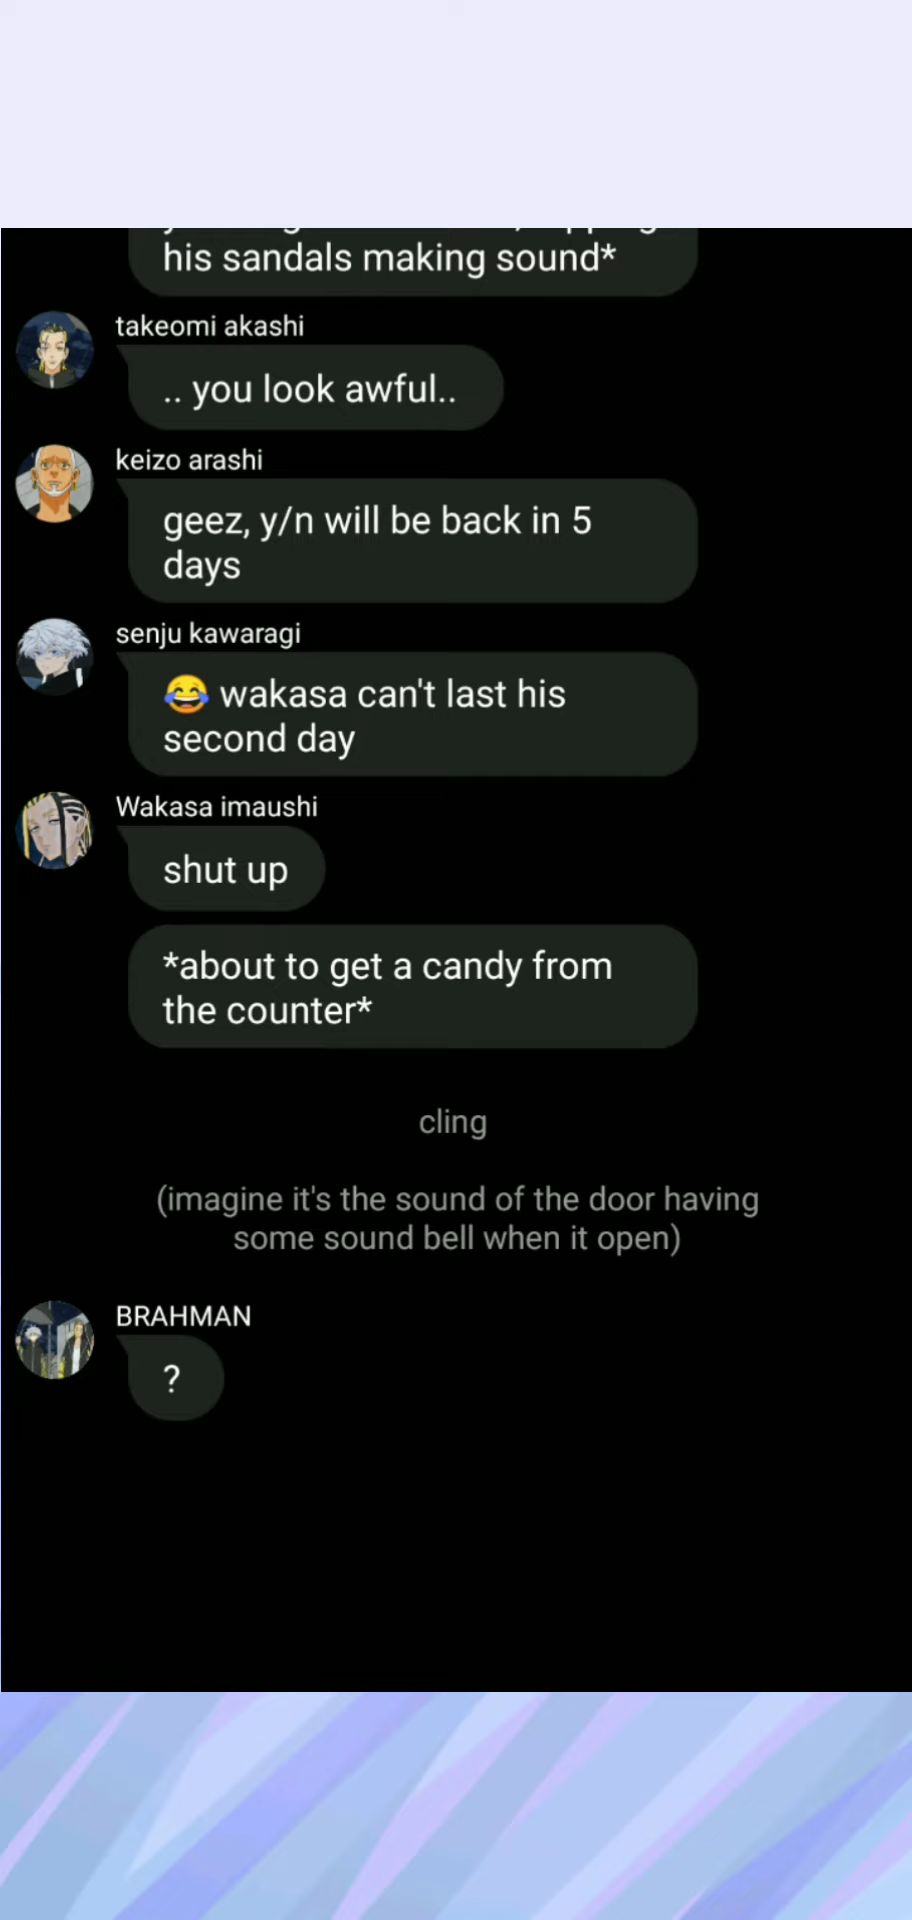 his sandals making sound*
takeomi akashi
.. you look awful..
keizo arashi
geez, y/n will be back in 5
days
senju kawaragi
😂 wakasa can't last his
second day
Wakasa imaushi
shut up
*about to get a candy from
the counter*
cling
(imagine it's the sound of the door having
some sound bell when it open)
BRAHMAN
?